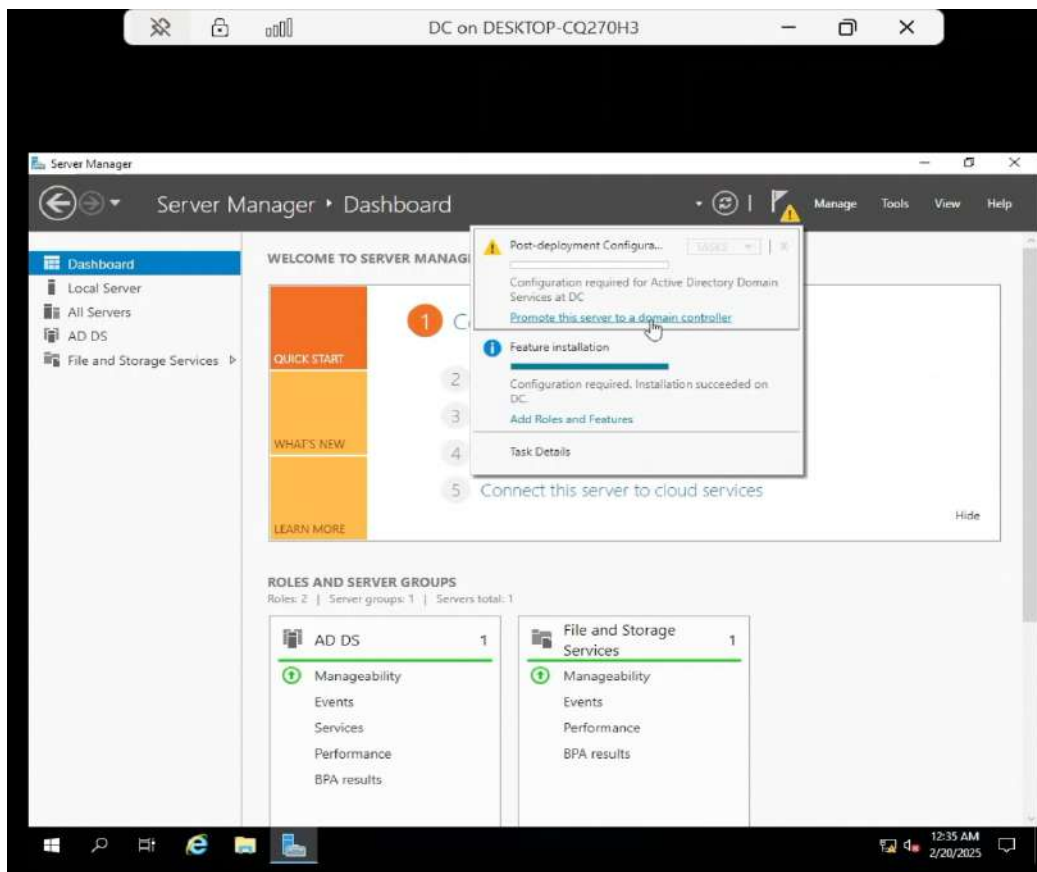 DC on DESKTOP-CQ270H3
Server Manager
Server Manager ‣ Dashboard
Manage Tools View Help
Dashboard
Local Server
All Servers
AD DS
File and Storage Services
WELCOME TO SERVER MANAG
QUICK START
WHAT'S NEW
LEARN MORE
1
2
3
4
5 Connect this server to cloud services
Hide
Post-deployment Configura...
TASKS
Configuration required for Active Directory Domain
Services at DC
Promote this server to a domain controller
Feature installation
Configuration required. Installation succeeded on
DC.
Add Roles and Features
Task Details
ROLES AND SERVER GROUPS
Roles: 2 | Server groups: 1 | Servers total: 1
AD DS 1
Manageability
Events
Services
Performance
BPA results
File and Storage
Services 1
Manageability
Events
Performance
BPA results
12:35 AM
2/20/2025